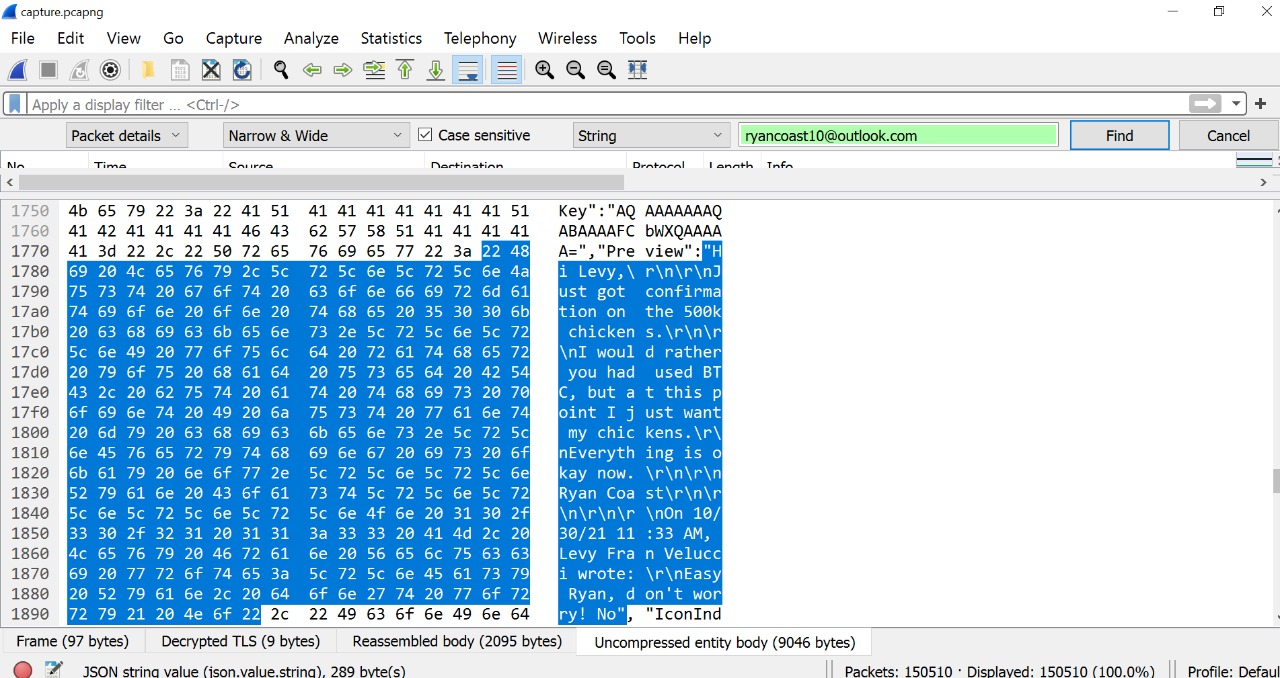 capture.pcapng
File Edit View Go Capture Analyze Statistics Telephony Wireless Tools Help
Apply a display filter ... <Ctrl-/>
Packet details Narrow & Wide Case sensitive String ryancoast10@outlook.com Find Cancel
No. Time Source Destination Protocol Length Info
1750 4b 65 79 22 3a 22 41 51 41 41 41 41 41 41 41 51 Key":"AQ AAAAAAAQ
1760 41 42 41 41 41 41 46 43 62 57 58 51 41 41 41 41 ABAAAAFC bWXQAAAA
1770 41 3d 22 2c 22 50 72 65 76 69 65 77 22 3a 22 48 A=","Pre view":"H
1780 69 20 4c 65 76 79 2c 5c 72 5c 6e 5c 72 5c 6e 4a i Levy,\ r\n\r\nJ
1790 75 73 74 20 67 6f 74 20 63 6f 6e 66 69 72 6d 61 ust got confirma
17a0 74 69 6f 6e 20 6f 6e 20 74 68 65 20 35 30 30 6b tion on the 500k
17b0 20 63 68 69 63 6b 65 6e 73 2e 5c 72 5c 6e 5c 72 chicken s.\r\n\r
17c0 5c 6e 49 20 77 6f 75 6c 64 20 72 61 74 68 65 72 \nI woul d rather
17d0 20 79 6f 75 20 68 61 64 20 75 73 65 64 20 42 54 you had used BT
17e0 43 2c 20 62 75 74 20 61 74 20 74 68 69 73 20 70 C, but a t this p
17f0 6f 69 6e 74 20 49 20 6a 75 73 74 20 77 61 6e 74 oint I j ust want
1800 20 6d 79 20 63 68 69 63 6b 65 6e 73 2e 5c 72 5c my chic kens.\r\
1810 6e 45 76 65 72 79 74 68 69 6e 67 20 69 73 20 6f nEveryth ing is o
1820 6b 61 79 20 6e 6f 77 2e 5c 72 5c 6e 5c 72 5c 6e kay now. \r\n\r\n
1830 52 79 61 6e 20 43 6f 61 73 74 5c 72 5c 6e 5c 72 Ryan Coa st\r\n\r
1840 5c 6e 5c 72 5c 6e 5c 72 5c 6e 4f 6e 20 31 30 2f \n\r\n\r \nOn 10/
1850 33 30 2f 32 31 20 31 31 3a 33 33 20 41 4d 2c 20 30/21 11 :33 AM,
1860 4c 65 76 79 20 46 72 61 6e 20 56 65 6c 75 63 63 Levy Fra n Velucc
1870 69 20 77 72 6f 74 65 3a 5c 72 5c 6e 45 61 73 79 i wrote: \r\nEasy
1880 20 52 79 61 6e 2c 20 64 6f 6e 27 74 20 77 6f 72 Ryan, d on't wor
1890 72 79 21 20 4e 6f 22 2c 22 49 63 6f 6e 49 6e 64 ry! No", "IconInd
Frame (97 bytes) Decrypted TLS (9 bytes) Reassembled body (2095 bytes) Uncompressed entity body (9046 bytes)
JSON string value (json.value.string), 289 byte(s) Packets: 150510 · Displayed: 150510 (100.0%) Profile: Defaul